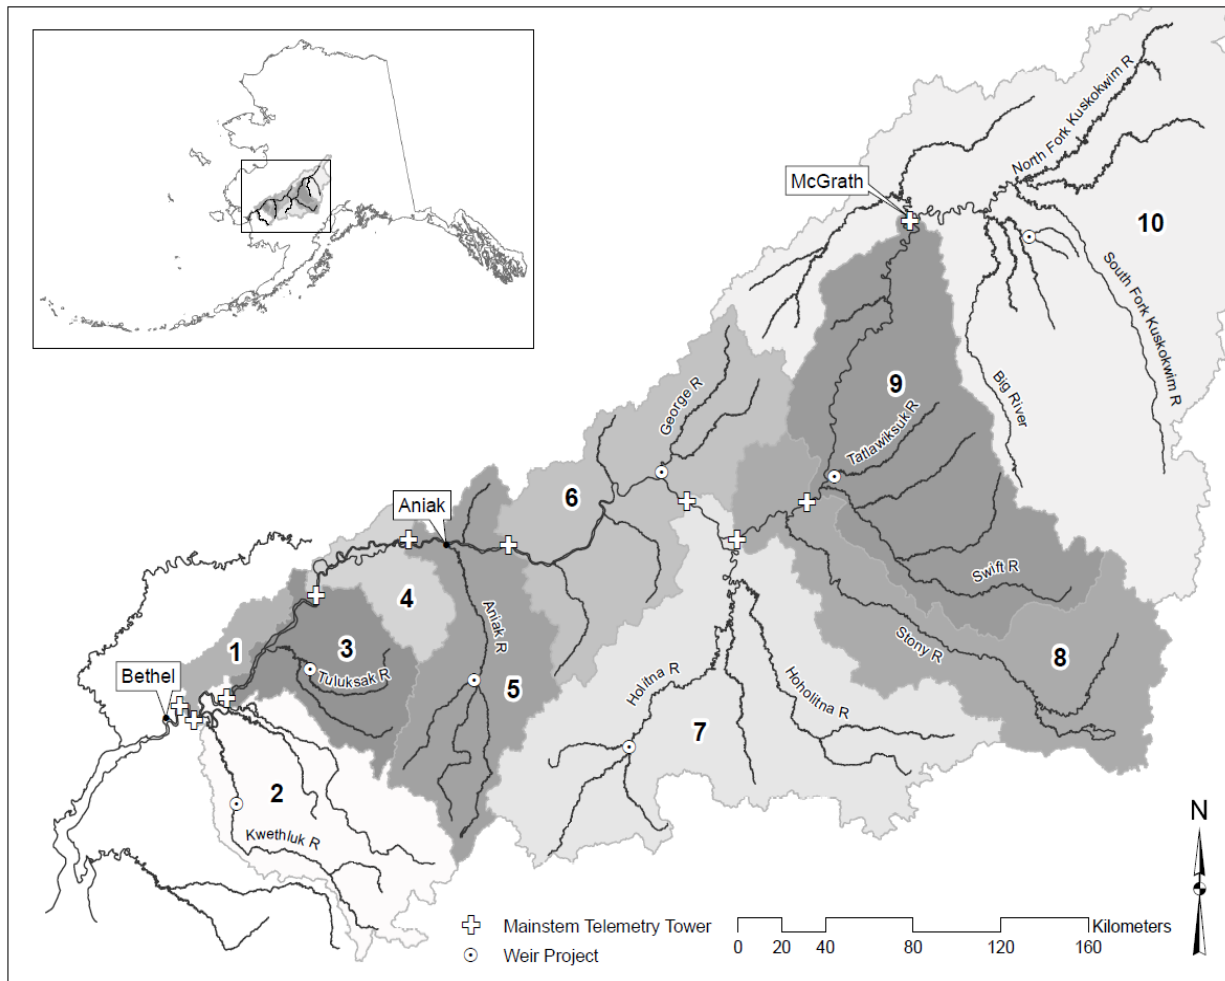 North Fork Kuskokwim R
McGrath
10
South Fork Kuskokwim R
George R
9
Big River
Tatlawiksuk R
Aniak
6
Swift R
4
Aniak R
1
3
Tuluksak R
Stony R
8
Bethel
5
Holitna R
Hoholitna R
7
2
Kwethluk R
N
Mainstem Telemetry Tower
Weir Project
Kilometers
0 20 40 80 120 160